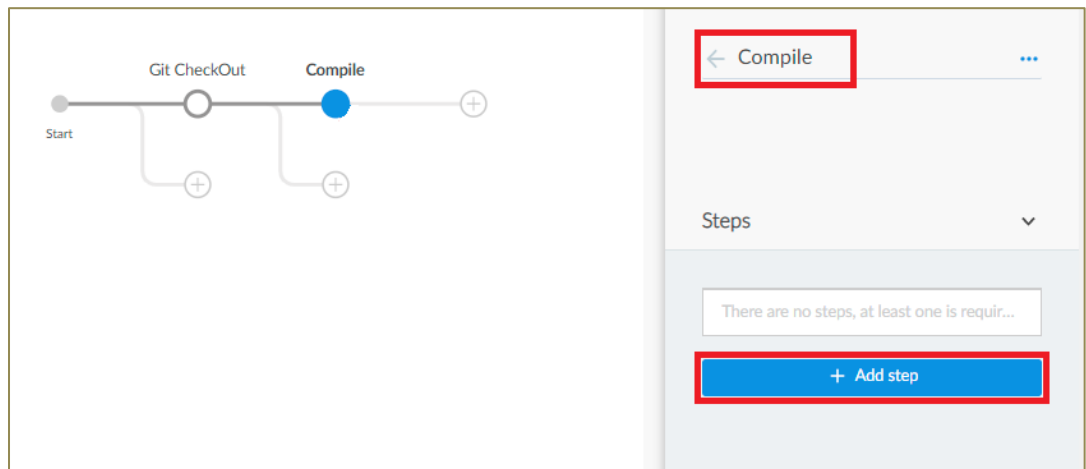 Git CheckOut
Compile
Start
Compile
Steps
There are no steps, at least one is requir...
+ Add step